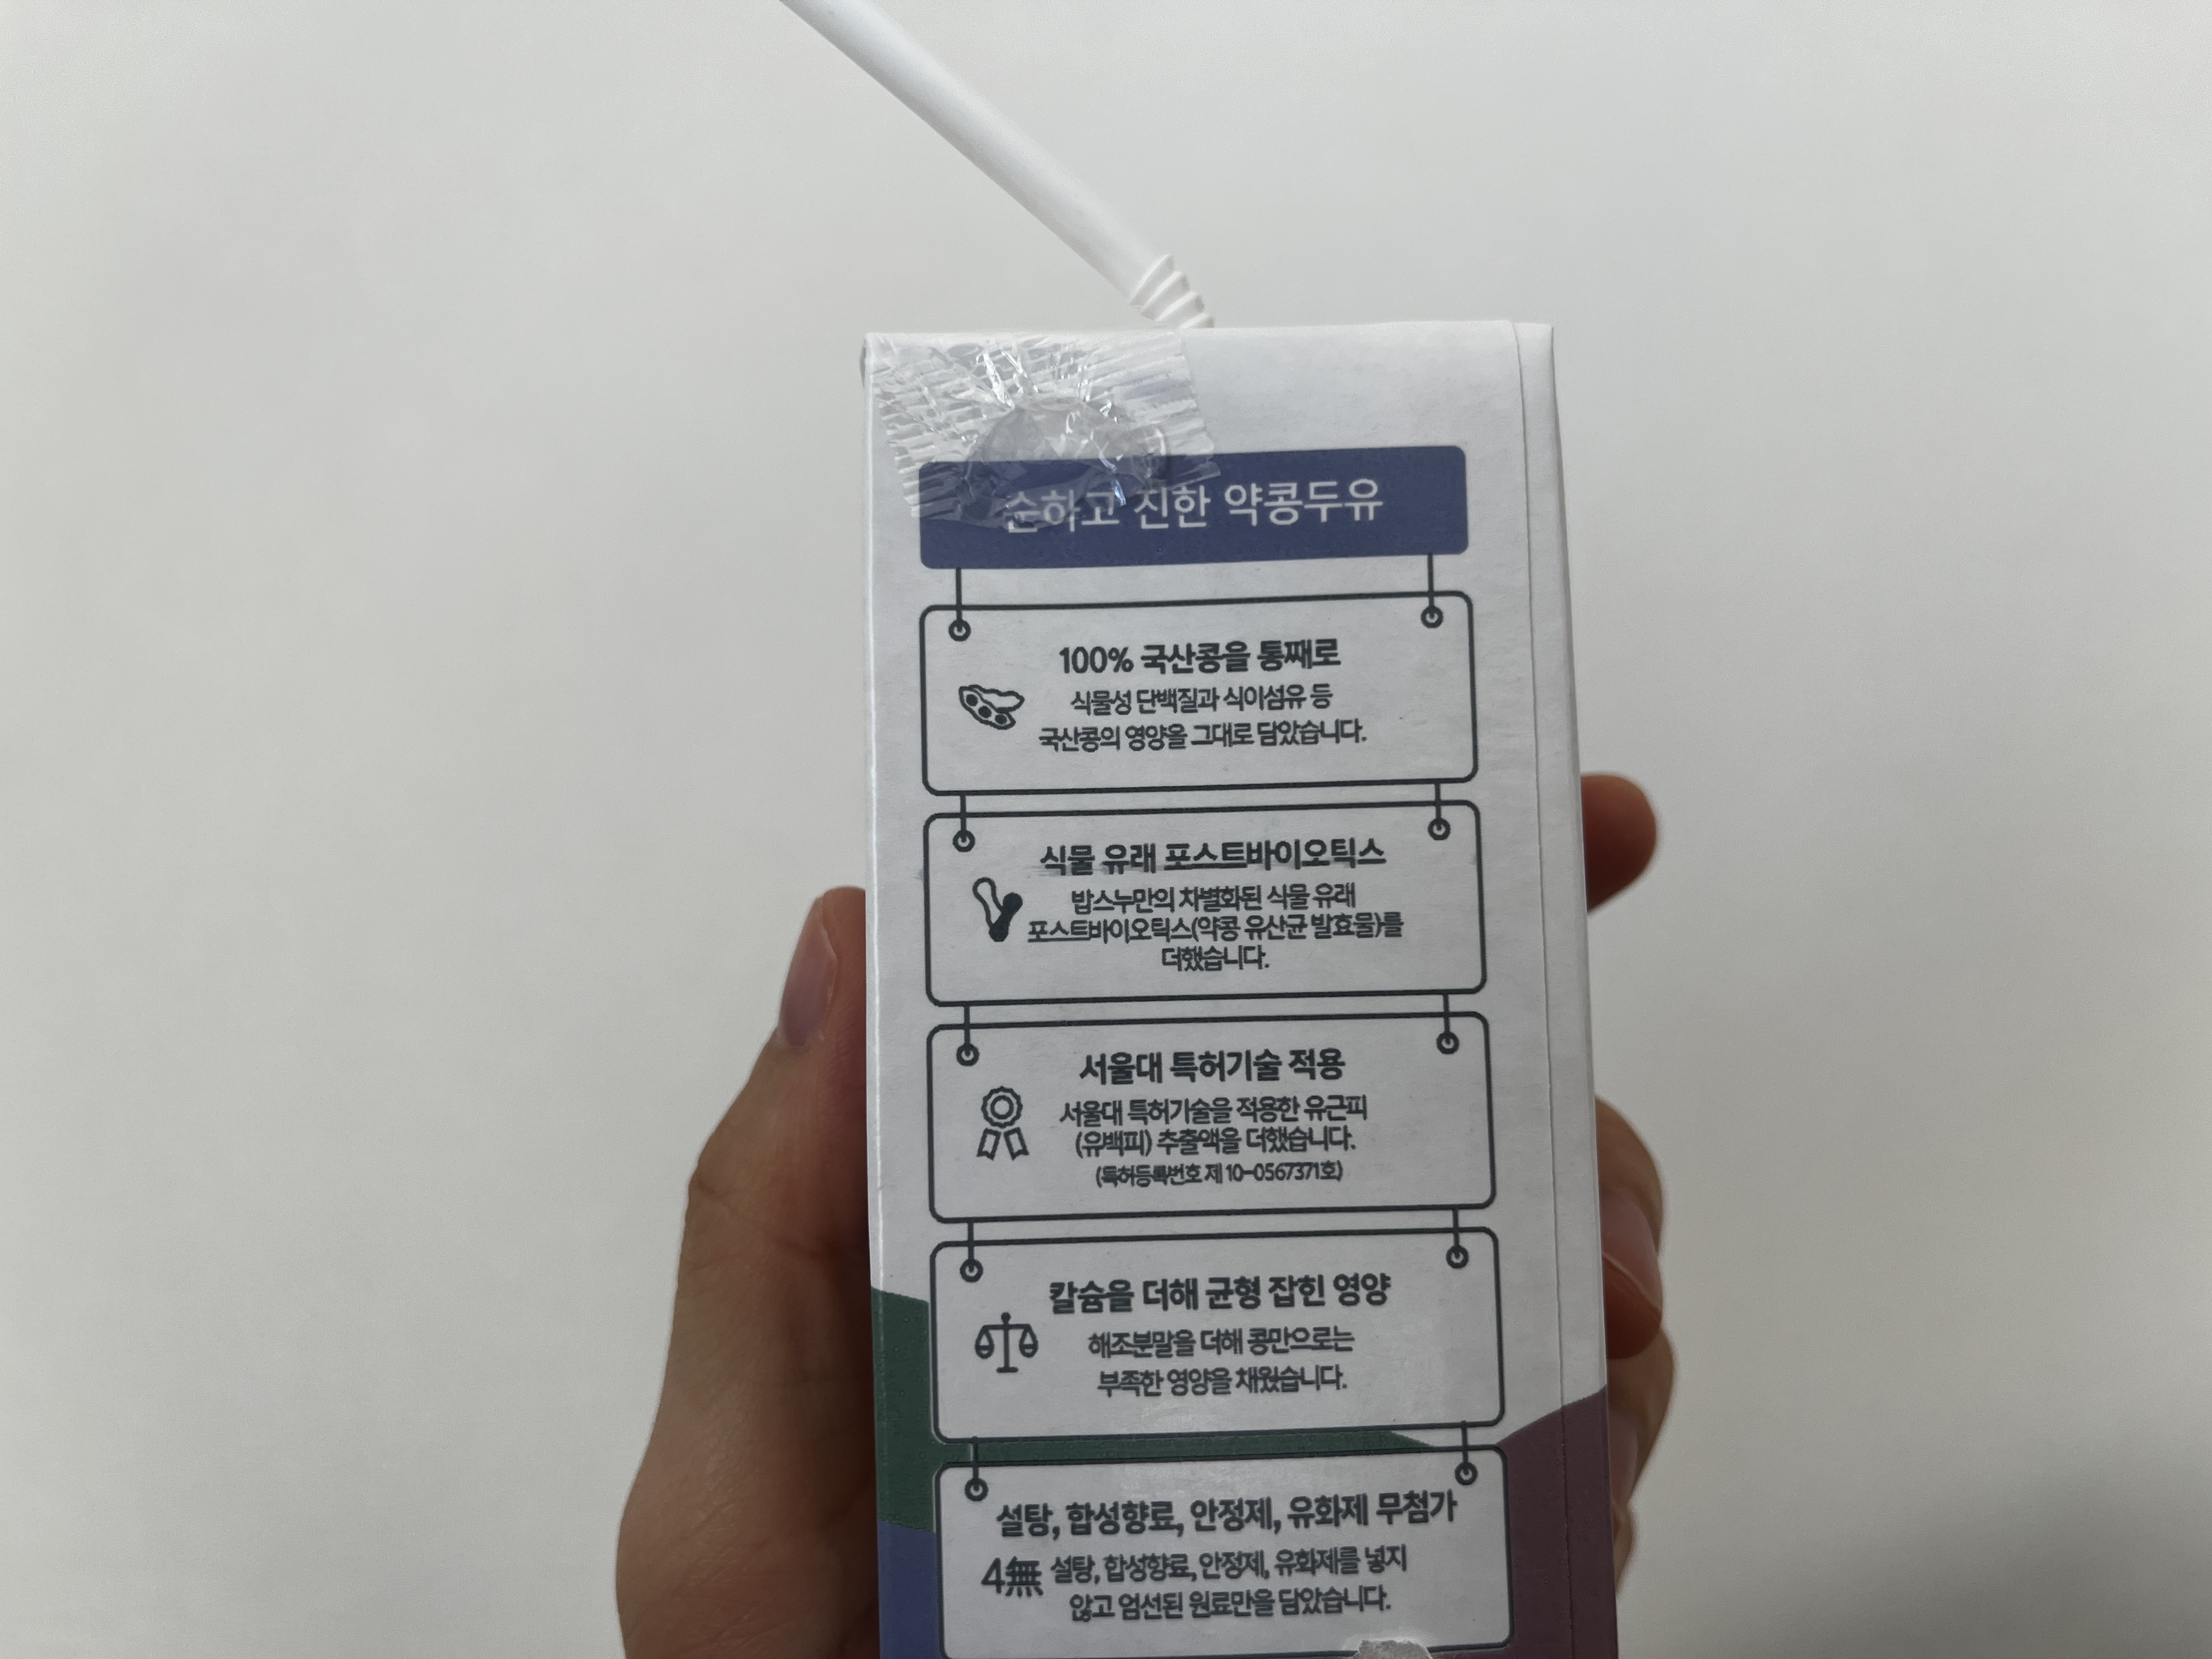 순하고 진한 약콩두유
100% 국산콩을 통째로
식물성 단백질과 식이섬유 등
국산콩의 영양을 그대로 담았습니다.
식물 유래 포스트바이오틱스
밥스누만의 차별화된 식물 유래
포스트바이오틱스(약콩 유산균 발효물)를
더했습니다.
서울대 특허기술 적용
서울대 특허기술을 적용한 유근피
(유백피) 추출액을 더했습니다.
(특허등록번호 제 10-0567371호)
칼슘을 더해 균형 잡힌 영양
해조분말을 더해 콩만으로는
부족한 영양을 채웠습니다.
설탕, 합성향료, 안정제, 유화제 무첨가
4無 설탕, 합성향료, 안정제, 유화제를 넣지
않고 엄선된 원료만을 담았습니다.